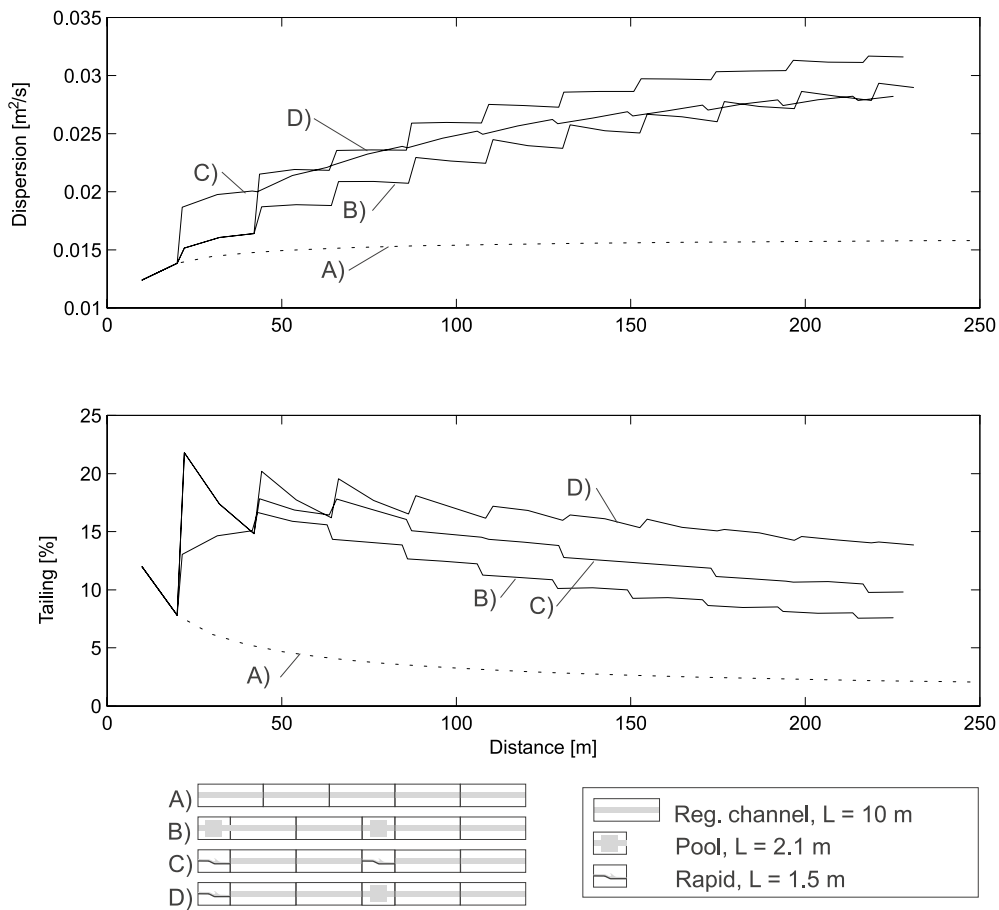 0.035
0.03
0.025
0.02
0.015
0.01
Dispersion [m²/s]
D)
C)
B)
A)
0 50 100 150 200 250
25
20
15
10
5
0
Tailing [%]
D)
B)
C)
A)
0 50 100 150 200 250
Distance [m]
A)
B)
C)
D)
Reg. channel, L = 10 m
Pool, L = 2.1 m
Rapid, L = 1.5 m